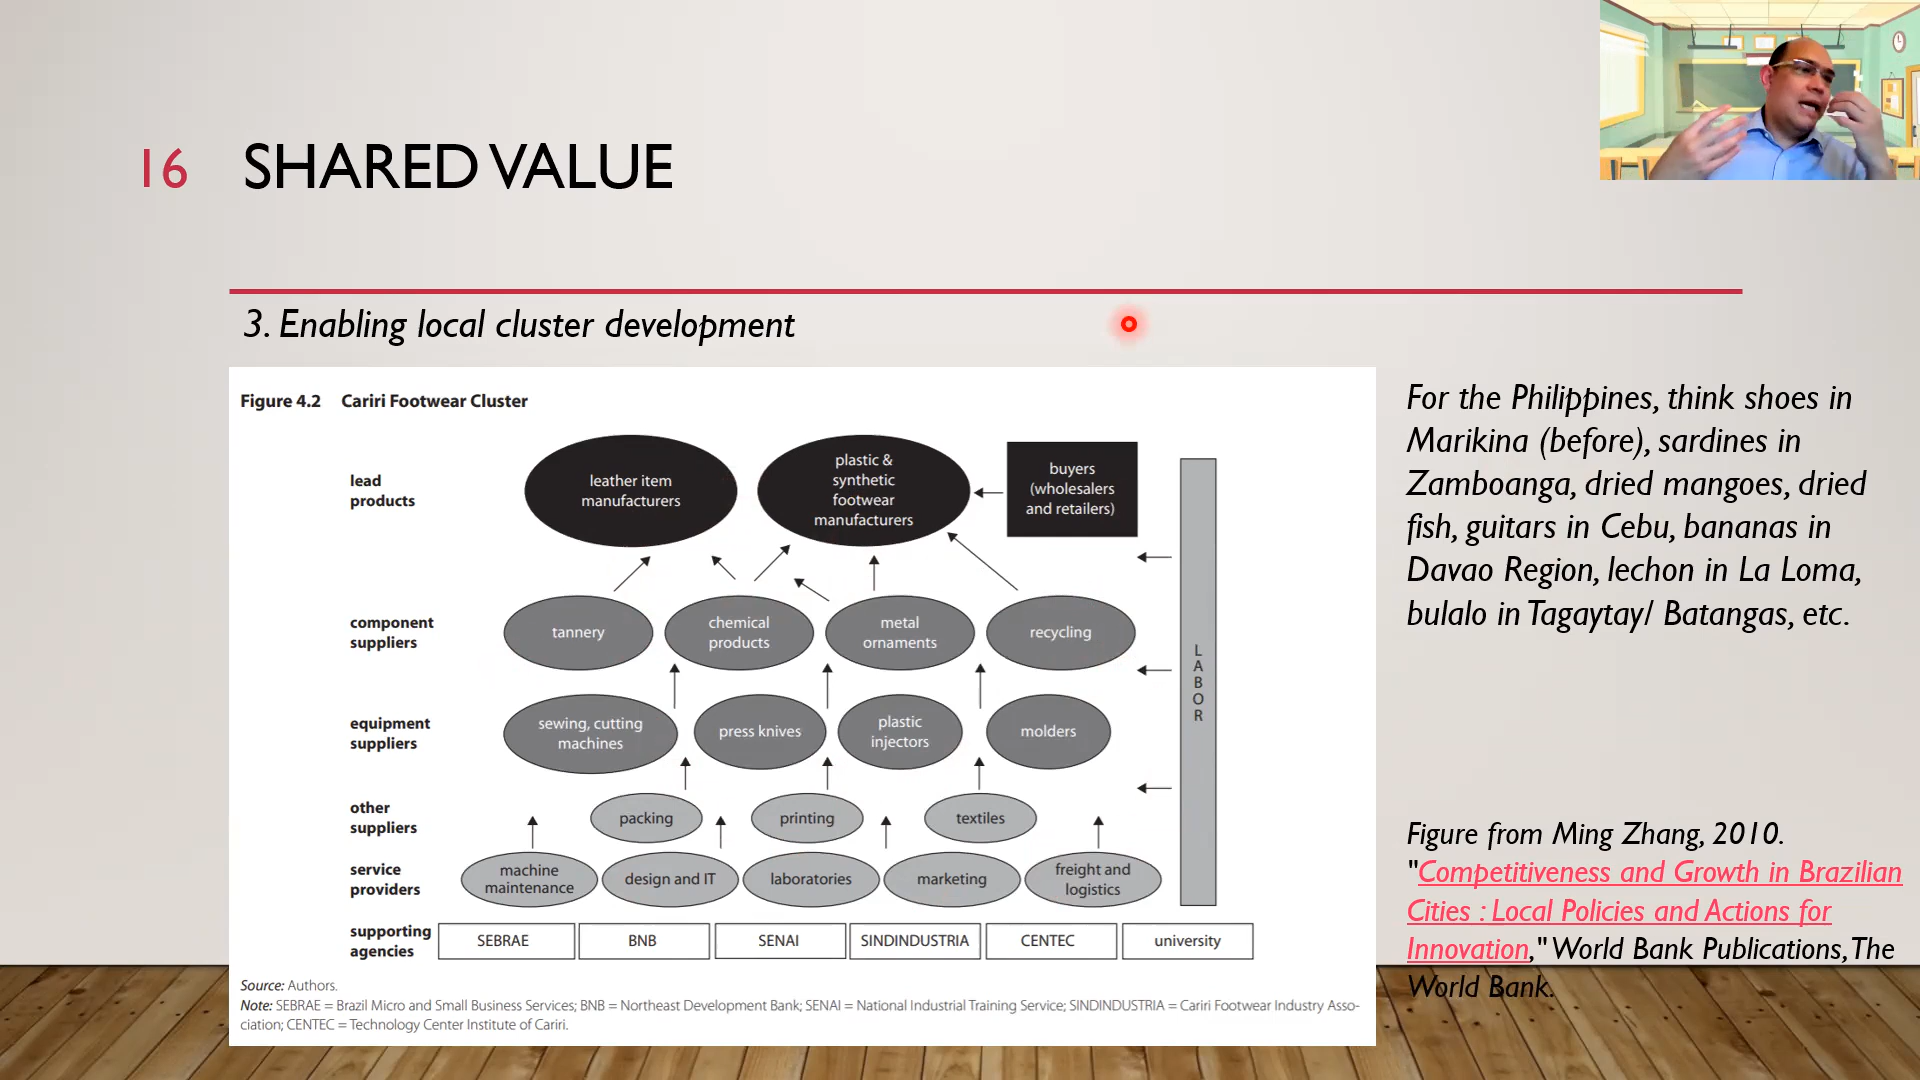 16 SHARED VALUE
3. Enabling local cluster development
Figure 4.2 Cariri Footwear Cluster
lead
products
leather item
manufacturers
plastic &
synthetic
footwear
manufacturers
buyers
(wholesalers
and retailers)
component
suppliers
tannery
chemical
products
metal
ornaments
recycling
equipment
suppliers
sewing, cutting
machines
press knives
plastic
injectors
molders
other
suppliers
packing
printing
textiles
service
providers
machine
maintenance
design and IT
laboratories
marketing
freight and
logistics
supporting
agencies
SEBRAE
BNB
SENAI
SINDINDUSTRIA
CENTEC
university
L
A
B
O
R
Source: Authors.
Note: SEBRAE = Brazil Micro and Small Business Services; BNB = Northeast Development Bank; SENAI = National Industrial Training Service; SINDINDUSTRIA = Cariri Footwear Industry Asso-
ciation; CENTEC = Technology Center Institute of Cariri.
For the Philippines, think shoes in
Marikina (before), sardines in
Zamboanga, dried mangoes, dried
fish, guitars in Cebu, bananas in
Davao Region, lechon in La Loma,
bulalo in Tagaytay/ Batangas, etc.
Figure from Ming Zhang, 2010.
"Competitiveness and Growth in Brazilian
Cities : Local Policies and Actions for
Innovation," World Bank Publications, The
World Bank.